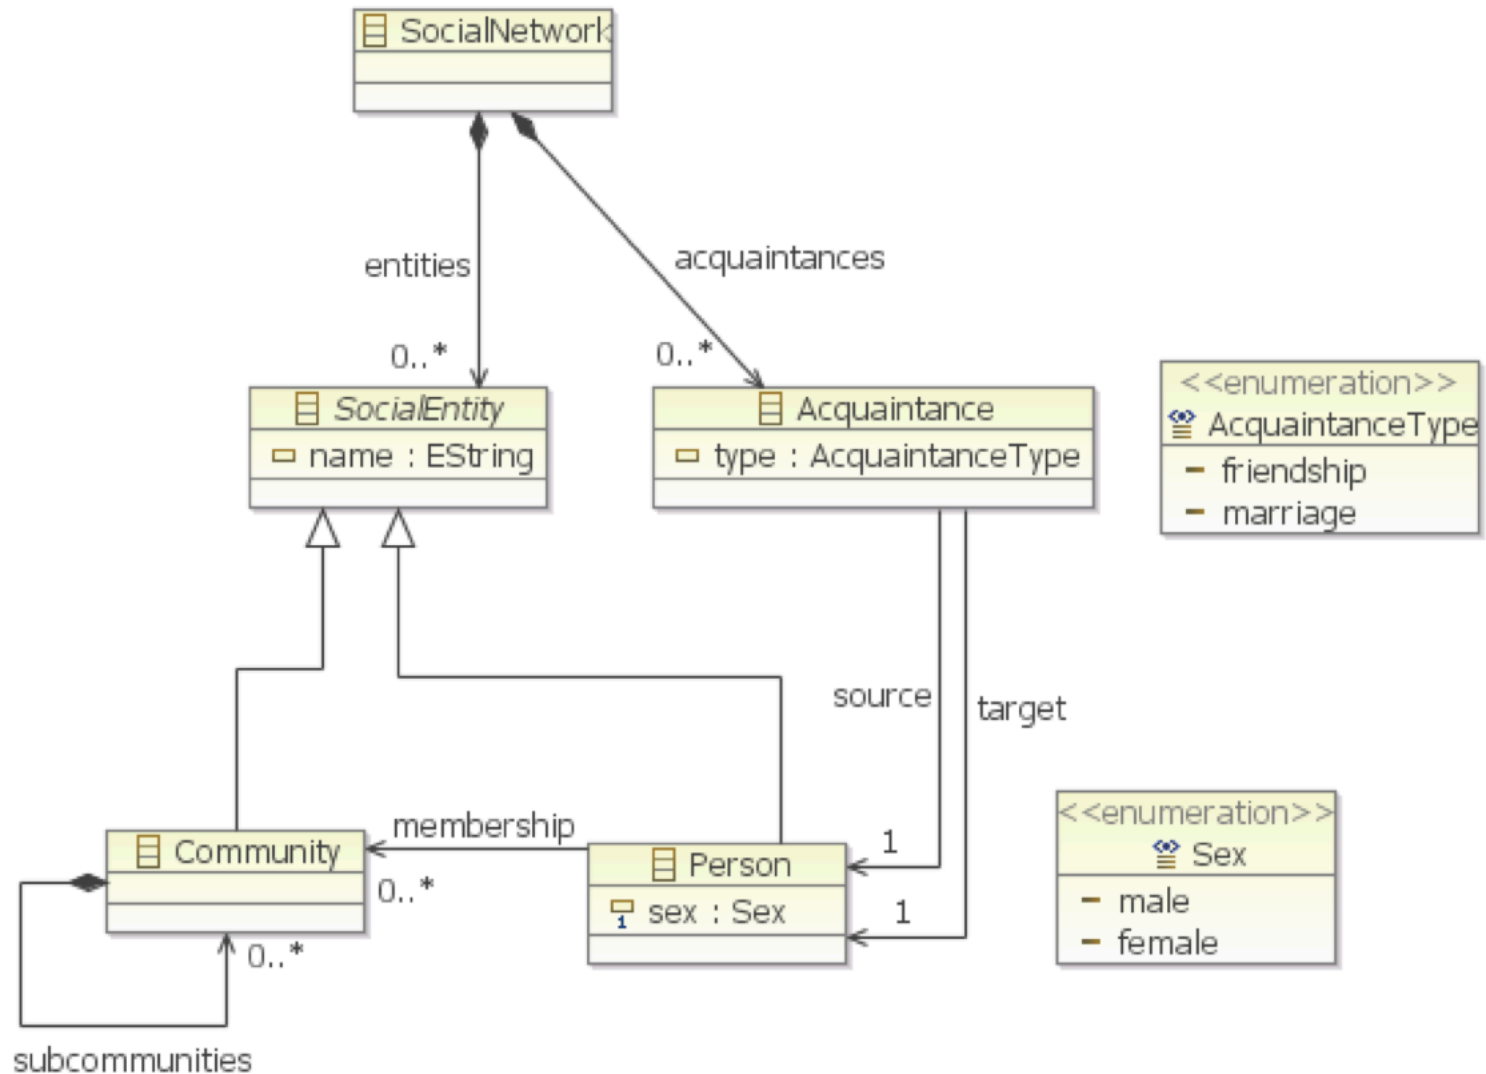 SocialNetwork
entities
acquaintances
0..*
0..*
SocialEntity
name : EString
Acquaintance
type : AcquaintanceType
<<enumeration>>
AcquaintanceType
friendship
marriage
source
target
membership
0..*
Community
subcommunities
0..*
1
1
Person
1 sex : Sex
<<enumeration>>
Sex
male
female